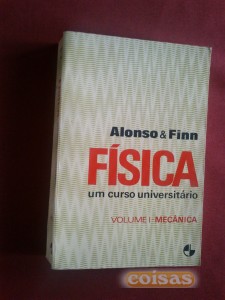 Alonso & Finn
FÍSICA
um curso universitário
VOLUME I - MECÂNICA
coisas